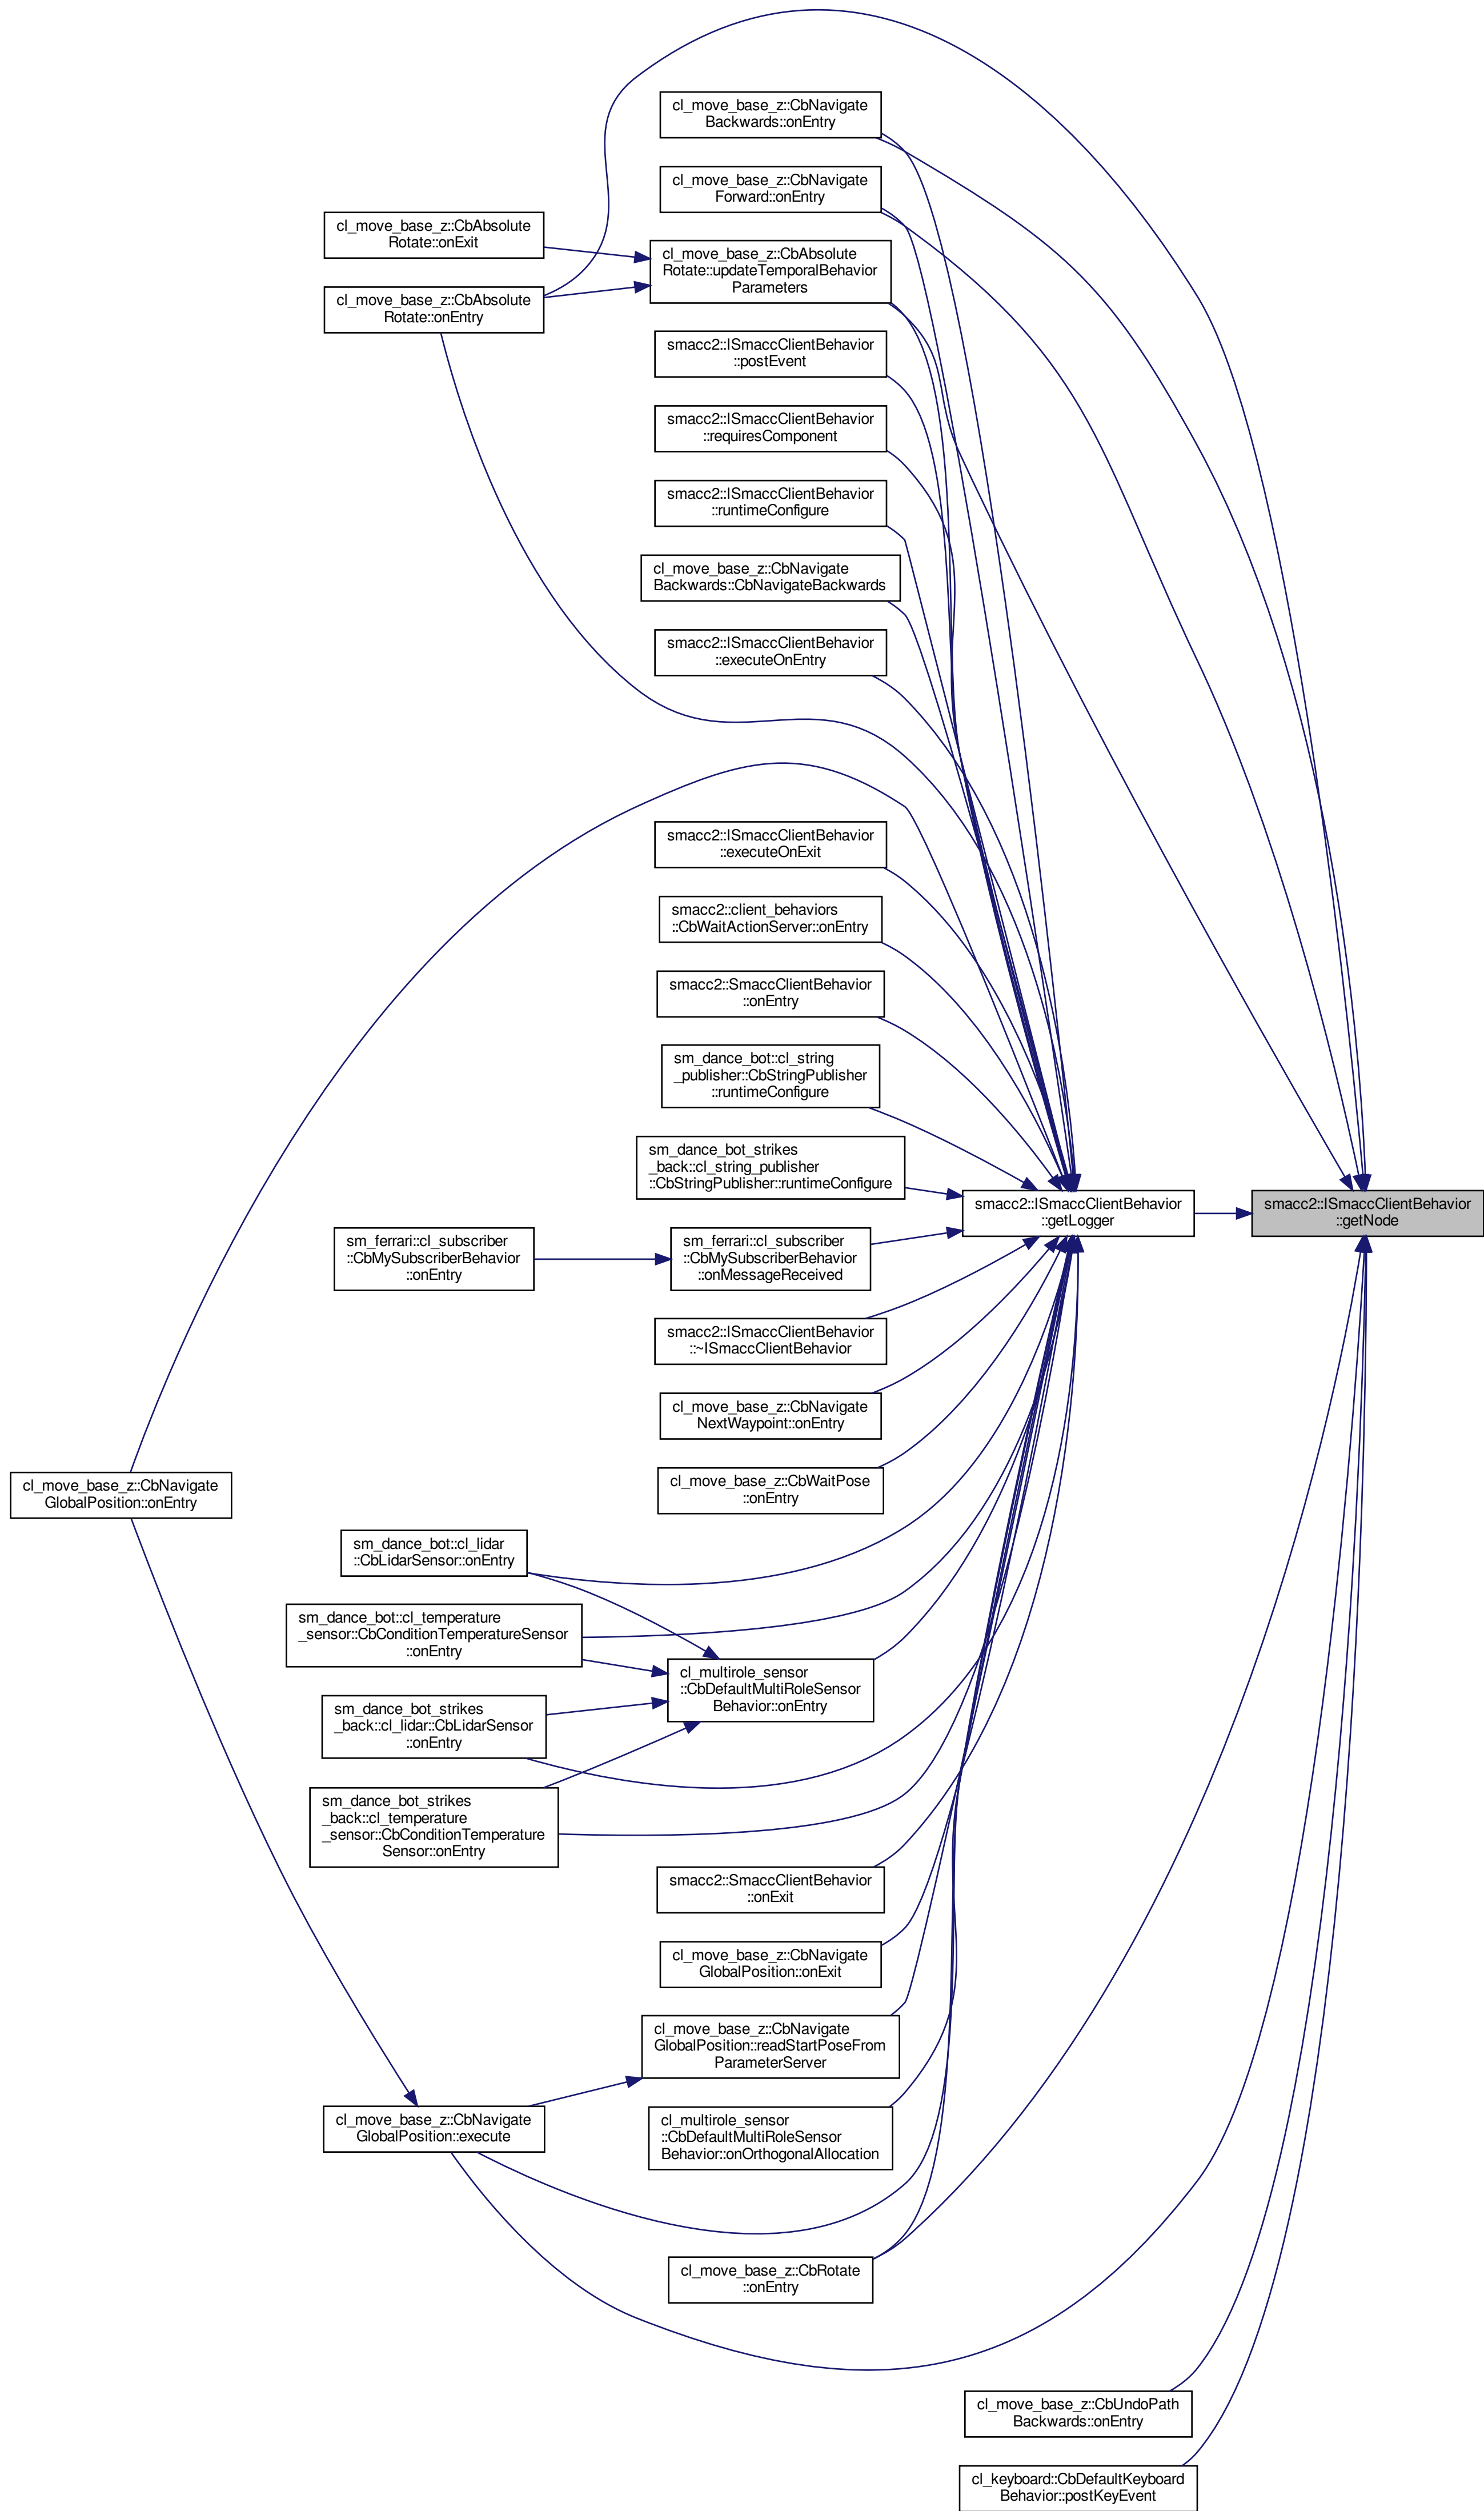 cl_move_base_z::CbNavigate
Backwards::onEntry
cl_move_base_z::CbNavigate
Forward::onEntry
cl_move_base_z::CbAbsolute
Rotate::onExit
cl_move_base_z::CbAbsolute
Rotate::updateTemporalBehavior
Parameters
cl_move_base_z::CbAbsolute
Rotate::onEntry
smacc2::ISmaccClientBehavior
::postEvent
smacc2::ISmaccClientBehavior
::requiresComponent
smacc2::ISmaccClientBehavior
::runtimeConfigure
cl_move_base_z::CbNavigate
Backwards::CbNavigateBackwards
smacc2::ISmaccClientBehavior
::executeOnEntry
smacc2::ISmaccClientBehavior
::executeOnExit
smacc2::client_behaviors
::CbWaitActionServer::onEntry
smacc2::SmaccClientBehavior
::onEntry
sm_dance_bot::cl_string
_publisher::CbStringPublisher
::runtimeConfigure
sm_dance_bot_strikes
_back::cl_string_publisher
::CbStringPublisher::runtimeConfigure
smacc2::ISmaccClientBehavior
::getLogger
smacc2::ISmaccClientBehavior
::getNode
sm_ferrari::cl_subscriber
::CbMySubscriberBehavior
::onEntry
sm_ferrari::cl_subscriber
::CbMySubscriberBehavior
::onMessageReceived
smacc2::ISmaccClientBehavior
::~ISmaccClientBehavior
cl_move_base_z::CbNavigate
NextWaypoint::onEntry
cl_move_base_z::CbWaitPose
::onEntry
cl_move_base_z::CbNavigate
GlobalPosition::onEntry
sm_dance_bot::cl_lidar
::CbLidarSensor::onEntry
sm_dance_bot::cl_temperature
_sensor::CbConditionTemperatureSensor
::onEntry
cl_multirole_sensor
::CbDefaultMultiRoleSensor
Behavior::onEntry
sm_dance_bot_strikes
_back::cl_lidar::CbLidarSensor
::onEntry
sm_dance_bot_strikes
_back::cl_temperature
_sensor::CbConditionTemperature
Sensor::onEntry
smacc2::SmaccClientBehavior
::onExit
cl_move_base_z::CbNavigate
GlobalPosition::onExit
cl_move_base_z::CbNavigate
GlobalPosition::readStartPoseFrom
ParameterServer
cl_move_base_z::CbNavigate
GlobalPosition::execute
cl_multirole_sensor
::CbDefaultMultiRoleSensor
Behavior::onOrthogonalAllocation
cl_move_base_z::CbRotate
::onEntry
cl_move_base_z::CbUndoPath
Backwards::onEntry
cl_keyboard::CbDefaultKeyboard
Behavior::postKeyEvent